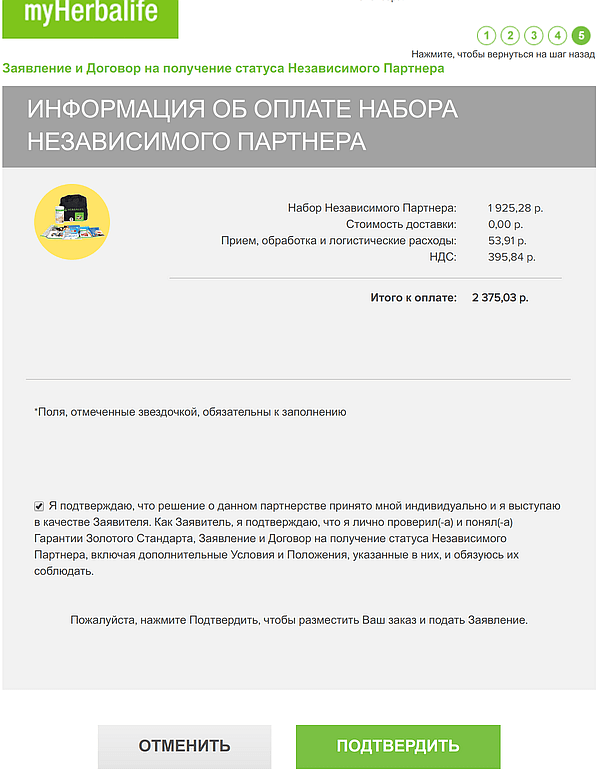 myHerbalife
1 2 3 4 5
Нажмите, чтобы вернуться на шаг назад
Заявление и Договор на получение статуса Независимого Партнера
ИНФОРМАЦИЯ ОБ ОПЛАТЕ НАБОРА
НЕЗАВИСИМОГО ПАРТНЕРА
Набор Независимого Партнера: 1 925,28 р.
Стоимость доставки: 0,00 р.
Прием, обработка и логистические расходы: 53,91 р.
НДС: 395,84 р.
Итого к оплате: 2 375,03 р.
*Поля, отмеченные звездочкой, обязательны к заполнению
Я подтверждаю, что решение о данном партнерстве принято мной индивидуально и я выступаю
в качестве Заявителя. Как Заявитель, я подтверждаю, что я лично проверил(-а) и понял(-а)
Гарантии Золотого Стандарта, Заявление и Договор на получение статуса Независимого
Партнера, включая дополнительные Условия и Положения, указанные в них, и обязуюсь их
соблюдать.
Пожалуйста, нажмите Подтвердить, чтобы разместить Ваш заказ и подать Заявление.
ОТМЕНИТЬ
ПОДТВЕРДИТЬ